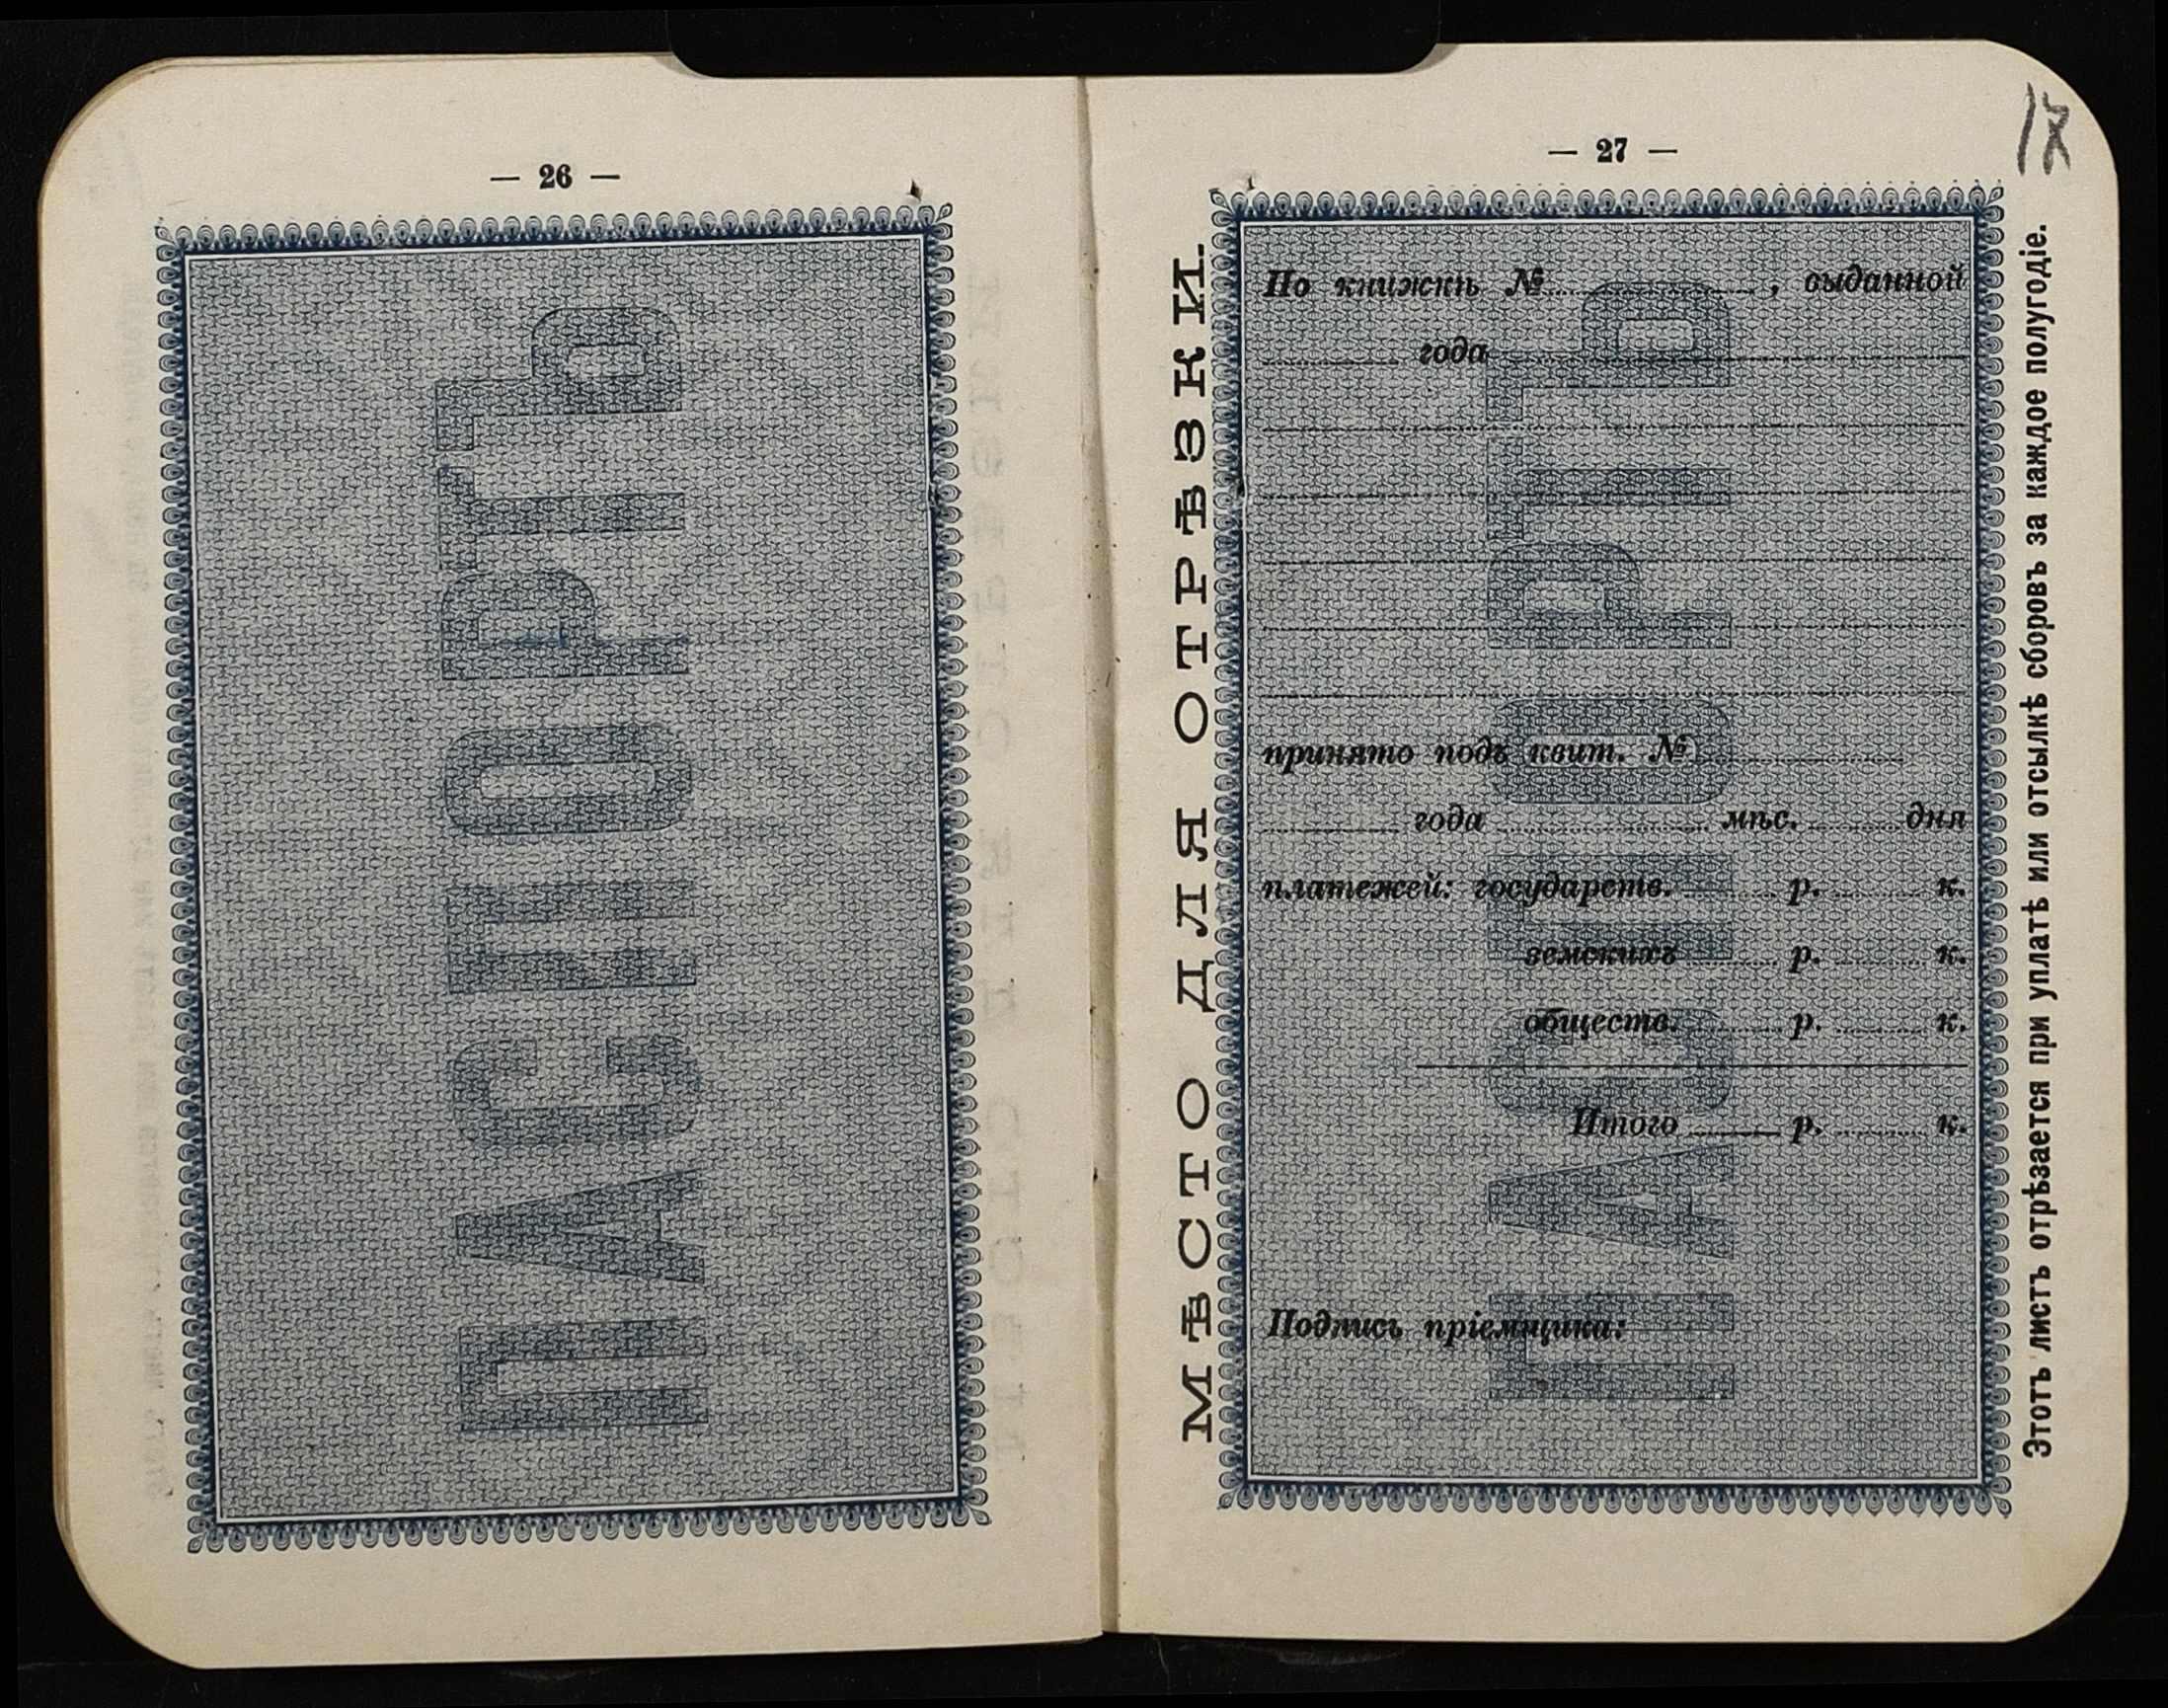 — 26 —
ПАСПОРТЪ
— 27 —
18
МѢСТО ДЛЯ ОТРѢЗКИ.
ПАСПОРТЪ
По книжкѣ № , выданной
года
принято подъ квит. №
года мѣс. дня
платежей: государств. р. к.
земскихъ р. к.
обществ. р. к.
Итого р. к.
Подпись пріемщика:
Этотъ листъ отрѣзается при уплатѣ или отсылкѣ сборовъ за каждое полугодіе.